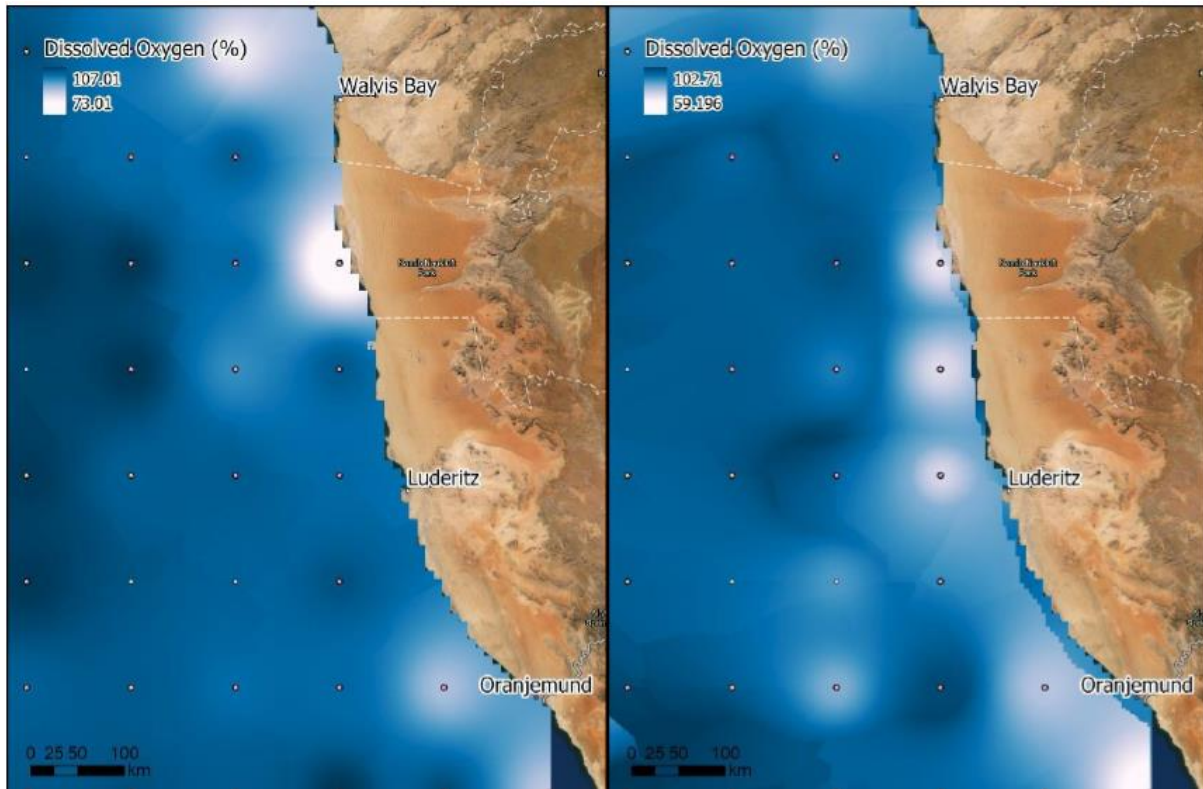 Dissolved Oxygen (%)
107.01
73.01
Walvis Bay
Luderitz
Oranjemund
0 25 50 100
km
Dissolved Oxygen (%)
102.71
59.196
Walvis Bay
Luderitz
Oranjemund
0 25 50 100
km